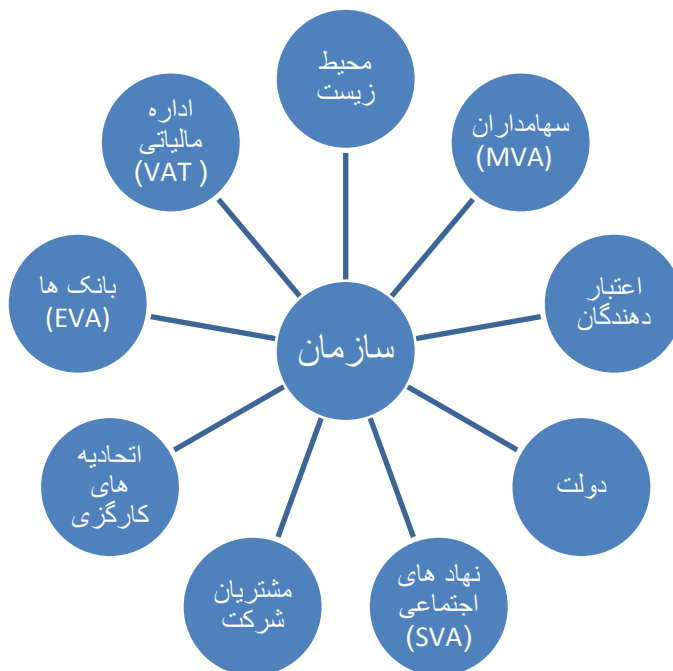 محیط
زیست
سهامداران
(MVA)
اعتبار
دهندگان
دولت
نهاد های
اجتماعی
(SVA)
مشتریان
شرکت
اتحادیه
های
کارگزی
بانک ها
(EVA)
اداره
مالیاتی
(VAT )
سازمان